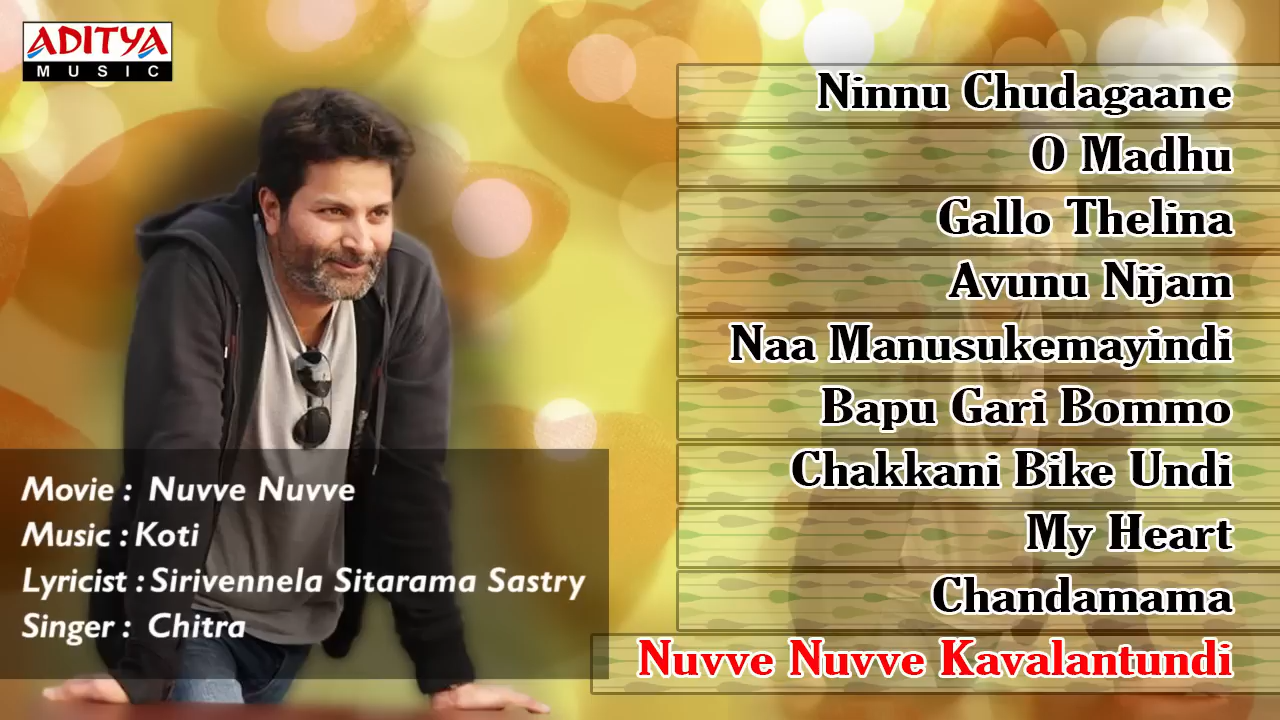 ADITYA
MUSIC
Ninnu Chudagaane
O Madhu
Gallo Thelina
Avunu Nijam
Naa Manusukemayindi
Bapu Gari Bommo
Chakkani Bike Undi
My Heart
Chandamama
Nuvve Nuvve Kavalantundi
Movie : Nuvve Nuvve
Music : Koti
Lyricist : Sirivennela Sitarama Sastry
Singer : Chitra